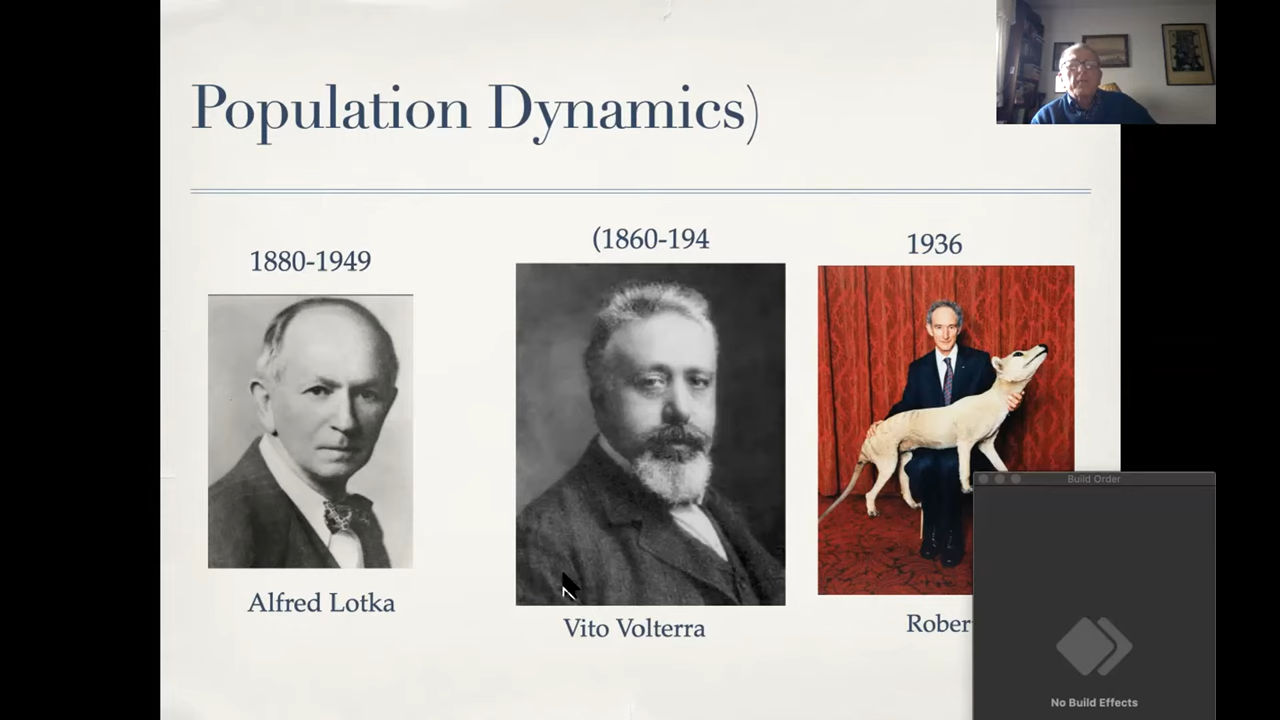 Population Dynamics)
1880-1949
(1860-194
1936
Alfred Lotka
Vito Volterra
Rober
Build Order
No Build Effects